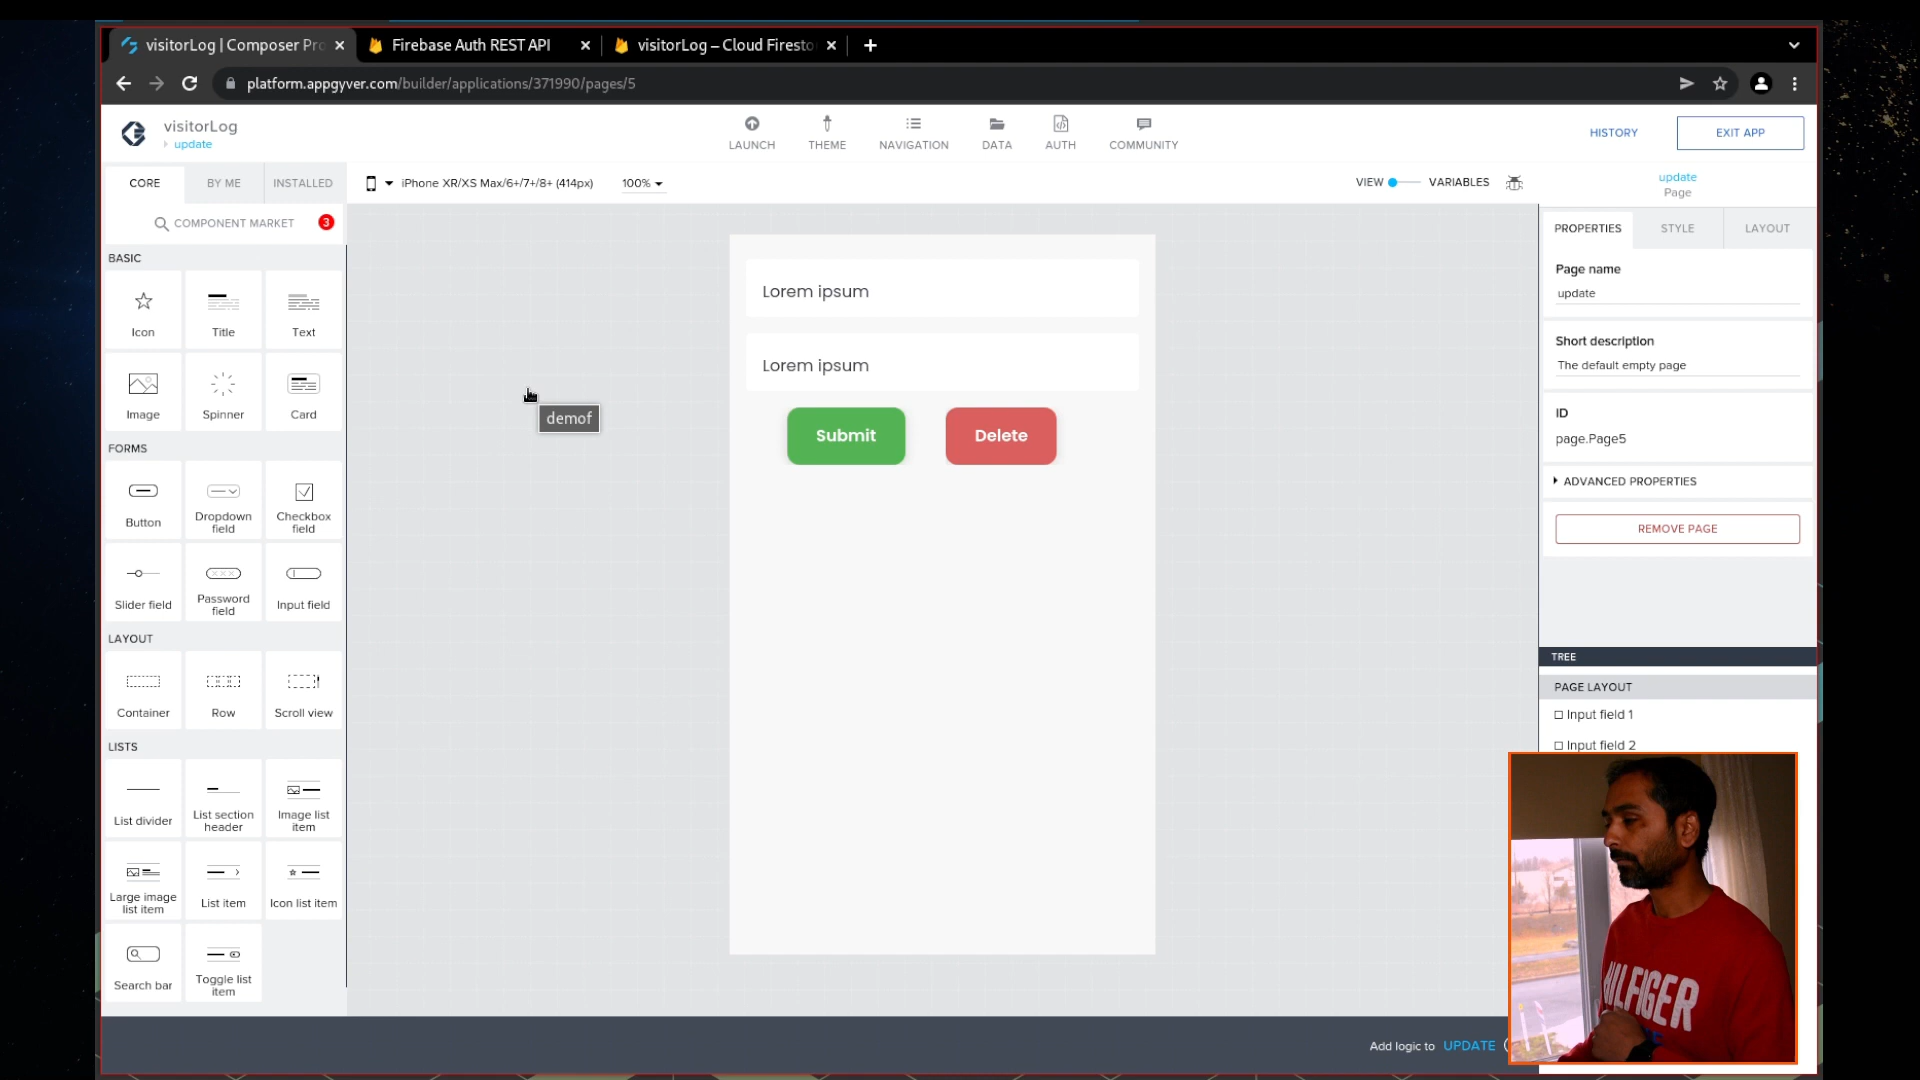 visitorLog | Composer Pro
Firebase Auth REST API
visitorLog – Cloud Firesto
platform.appgyver.com/builder/applications/371990/pages/5
visitorLog
update
LAUNCH
THEME
NAVIGATION
DATA
AUTH
COMMUNITY
HISTORY
EXIT APP
CORE
BY ME
INSTALLED
iPhone XR/XS Max/6+/7+/8+ (414px)
100%
VIEW
VARIABLES
update
Page
COMPONENT MARKET
3
PROPERTIES
STYLE
LAYOUT
BASIC
Icon
Title
Text
Image
Spinner
Card
FORMS
Button
Dropdown
field
Checkbox
field
Slider field
Password
field
Input field
LAYOUT
Container
Row
Scroll view
LISTS
List divider
List section
header
Image list
item
Large image
list item
List item
Icon list item
Search bar
Toggle list
item
Lorem ipsum
Lorem ipsum
Submit
Delete
demof
Page name
update
Short description
The default empty page
ID
page.Page5
ADVANCED PROPERTIES
REMOVE PAGE
TREE
PAGE LAYOUT
Input field 1
Input field 2
Add logic to UPDATE
HILFIGER